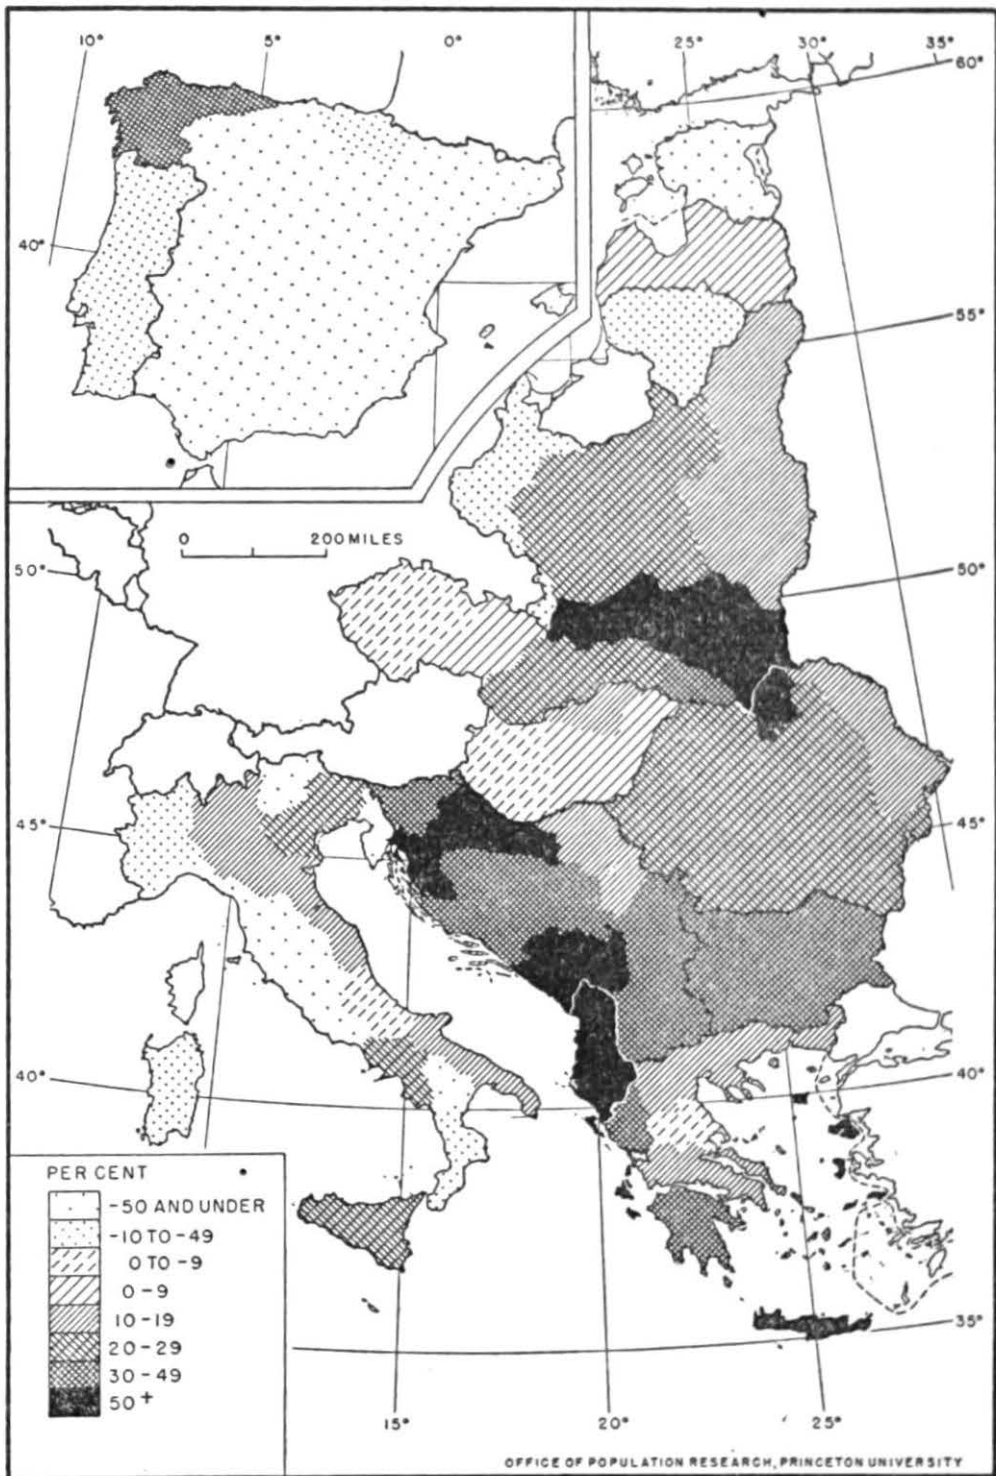 10° 5° 0° 25° 30° 35°
60°
40°
55°
0 200 MILES
50° 50°
45° 45°
40° 40°
PER CENT
-50 AND UNDER
-10 TO -49
0 TO -9
0-9
10-19
20-29
30-49
50+
35°
15° 20° 25°
OFFICE OF POPULATION RESEARCH, PRINCETON UNIVERSITY